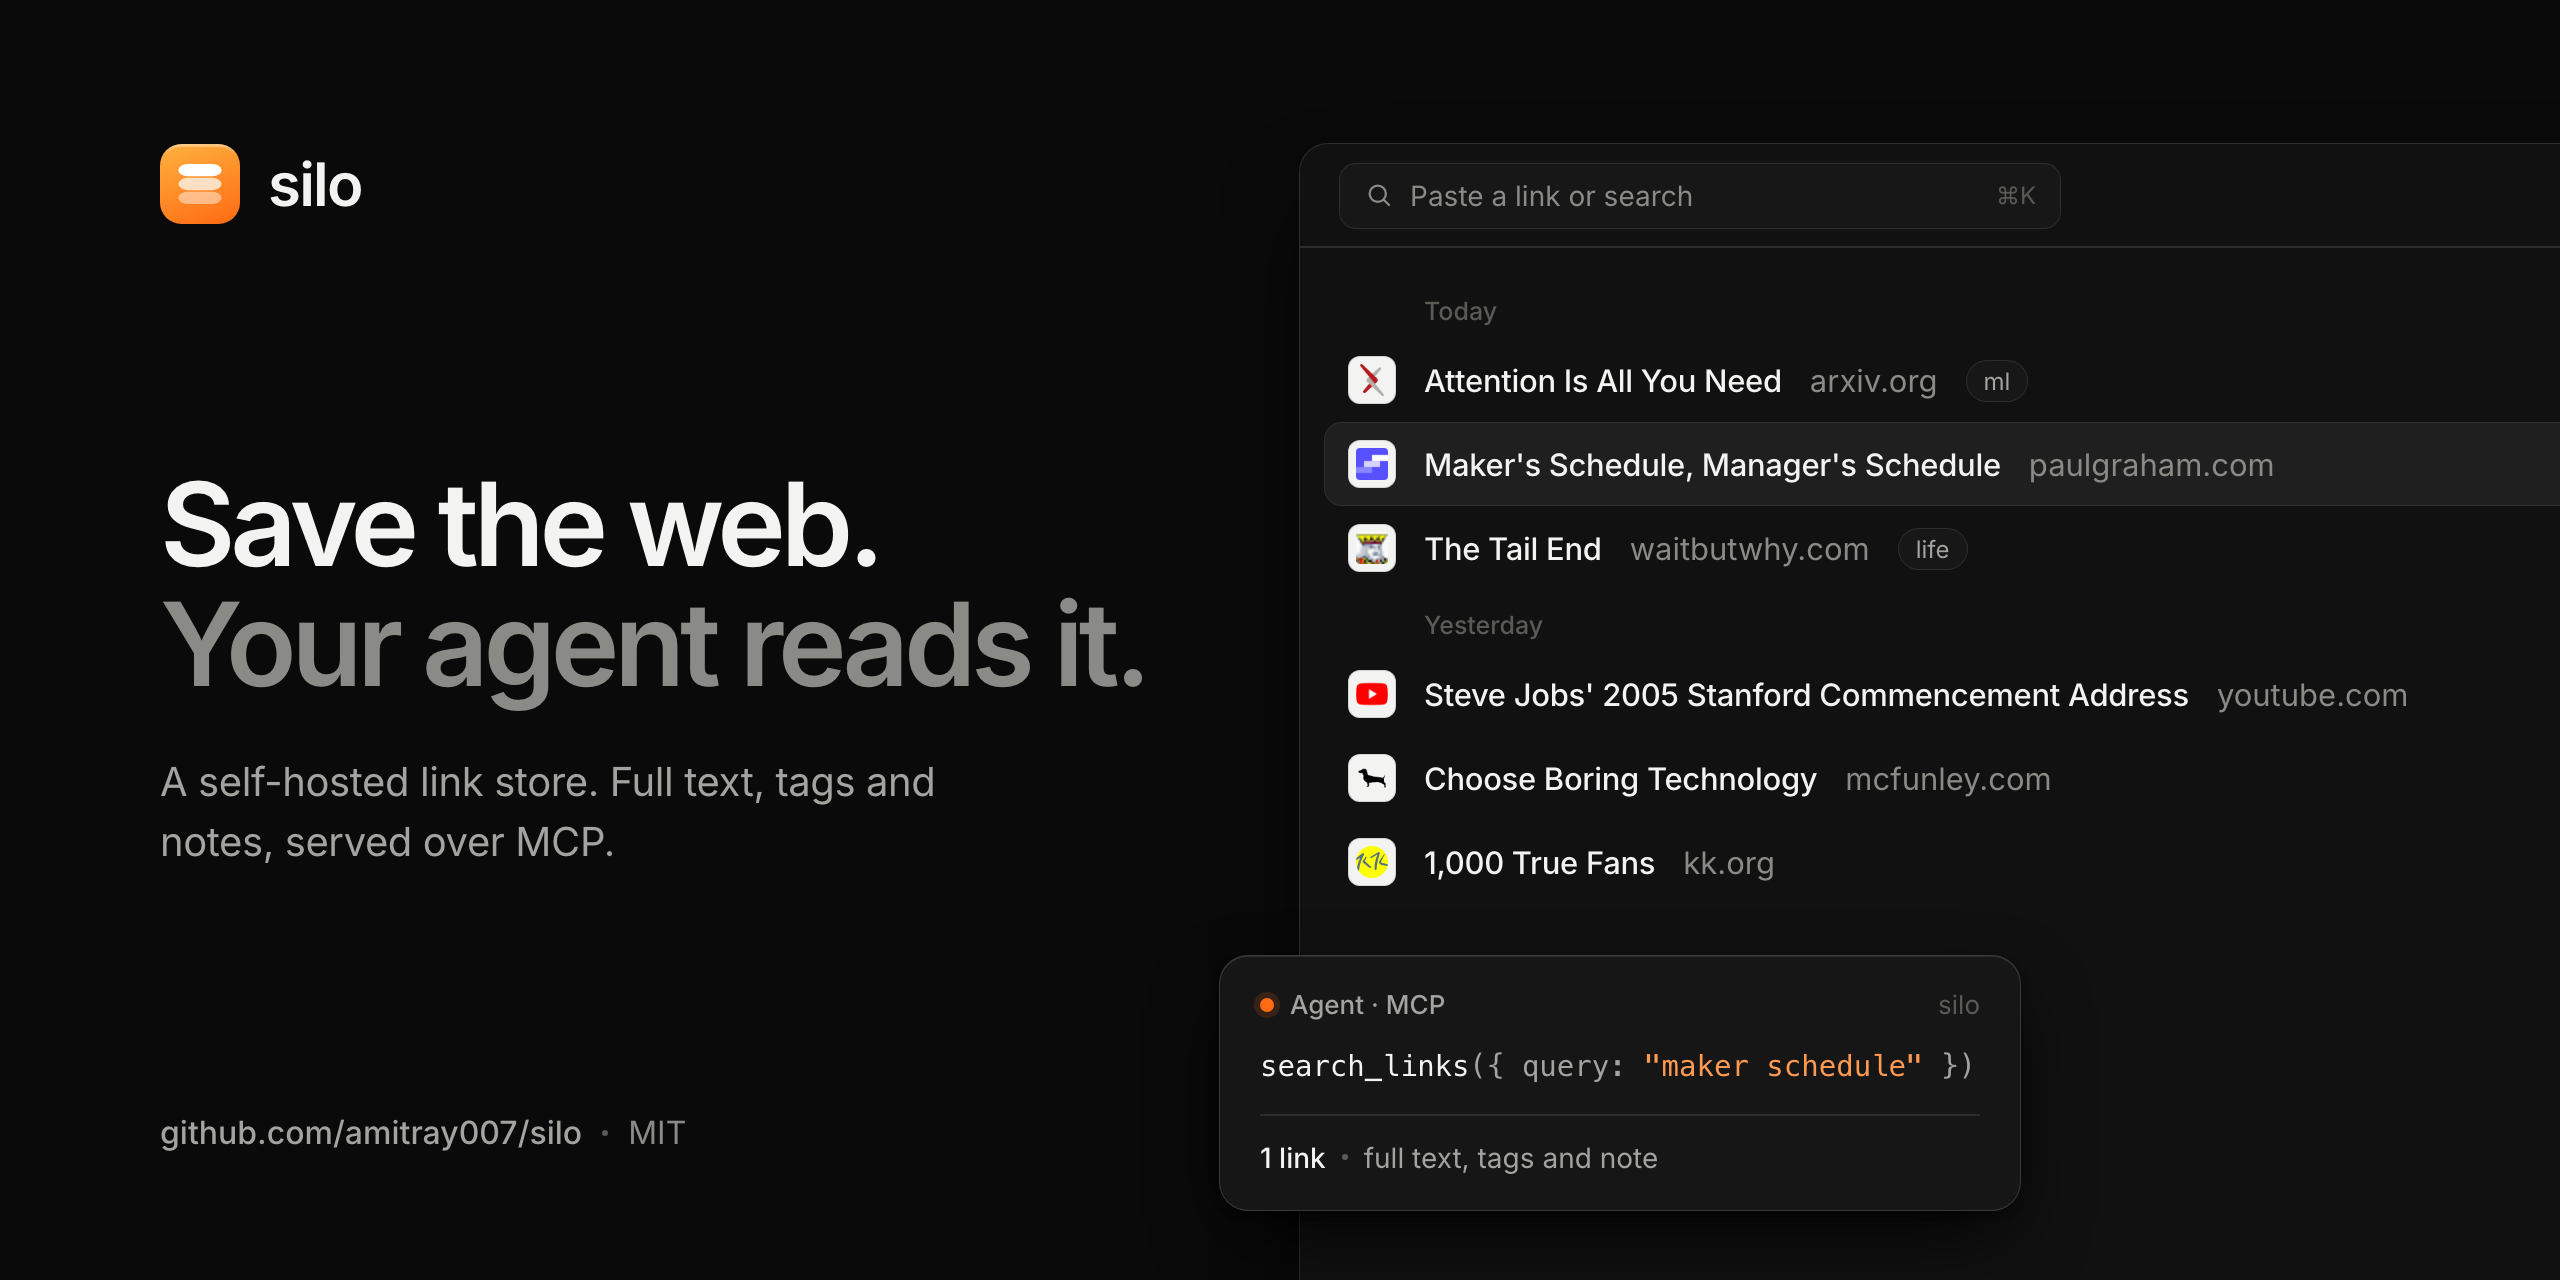 silo
Save the web.
Your agent reads it.
A self-hosted link store. Full text, tags and
notes, served over MCP.
github.com/amitray007/silo · MIT
Paste a link or search ⌘K
Today
Attention Is All You Need arxiv.org ml
Maker's Schedule, Manager's Schedule paulgraham.com
The Tail End waitbutwhy.com life
Yesterday
Steve Jobs' 2005 Stanford Commencement Address youtube.com
Choose Boring Technology mcfunley.com
1,000 True Fans kk.org
Agent · MCP silo
search_links({ query: "maker schedule" })
1 link · full text, tags and note